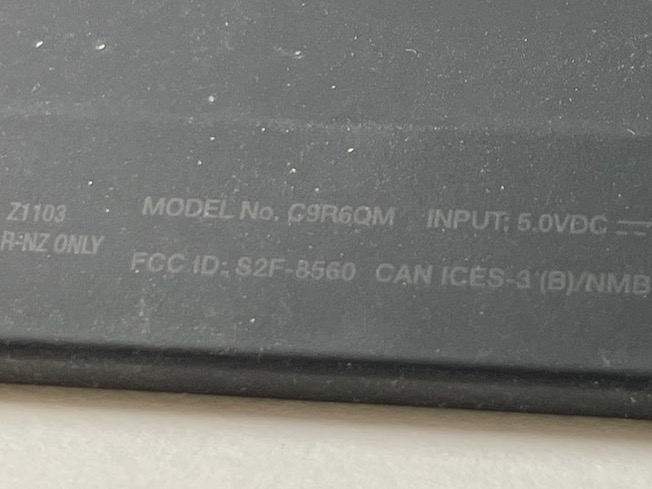 Z1103 MODEL No. C9R6QM INPUT: 5.0VDC ⎓
R-NZ ONLY FCC ID: S2F-8560 CAN ICES-3 (B)/NMB